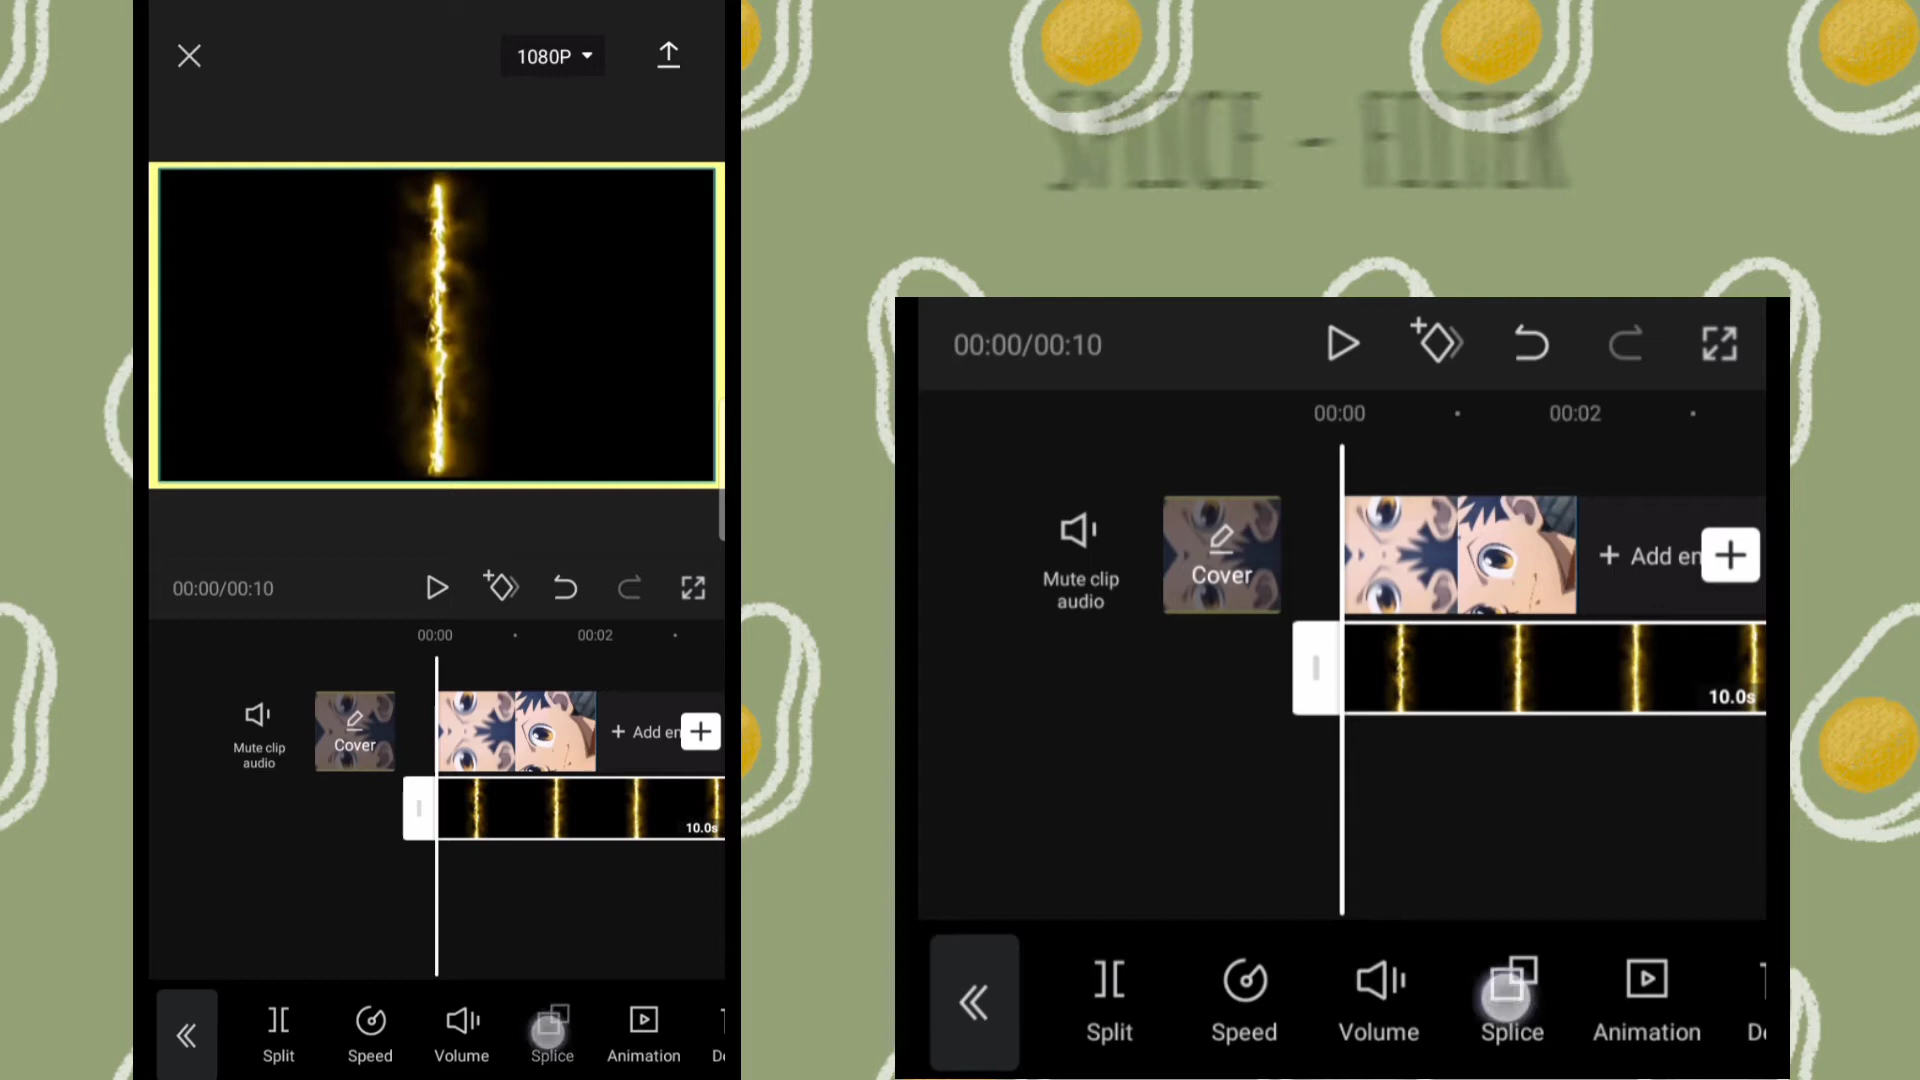 1080P
00:00/00:10
00:00
00:02
Mute clip
audio
Cover
+ Add en
10.0s
Split
Speed
Volume
Splice
Animation
SPLICE -
00:00/00:10
00:00
00:02
Mute clip
audio
Cover
+ Add en
10.0s
Split
Speed
Volume
Splice
Animation